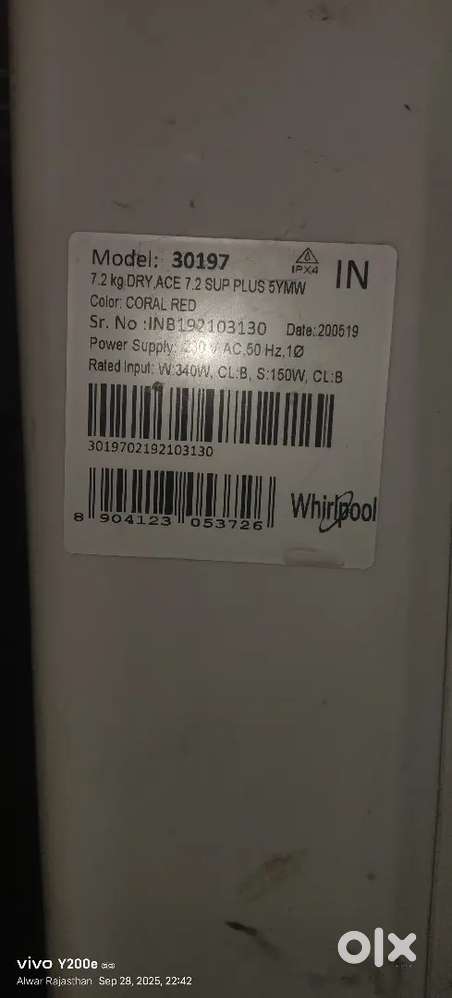 Model: 30197
IPX4
IN
7.2 kg DRY,ACE 7.2 SUP PLUS 5YMW
Color: CORAL RED
Sr. No :INB192103130 Date:200519
Power Supply: 230 V AC,50 Hz,1Ø
Rated Input: W:340W, CL:B, S:150W, CL:B
3019702192103130
8 904123 053726
Whirlpool
olx
vivo Y200e
Alwar Rajasthan Sep 28, 2025, 22:42